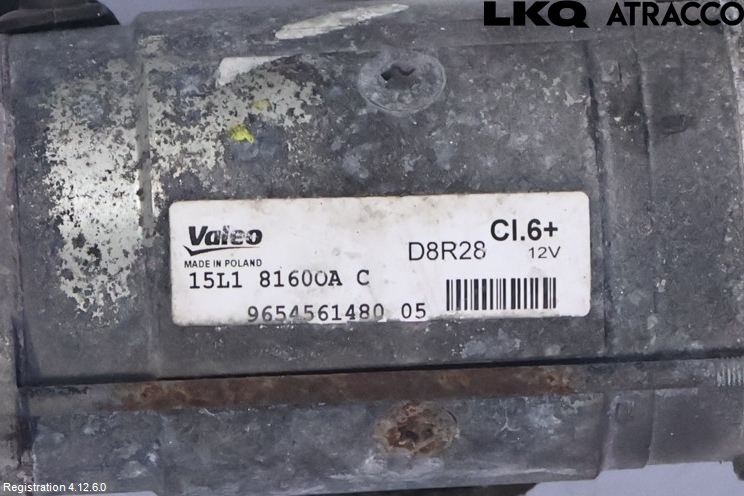 LKQ ATRACCO
Valeo
MADE IN POLAND
D8R28
Cl.6+
12V
15L1 81600A C
9654561480 05
Registration 4.12.6.0